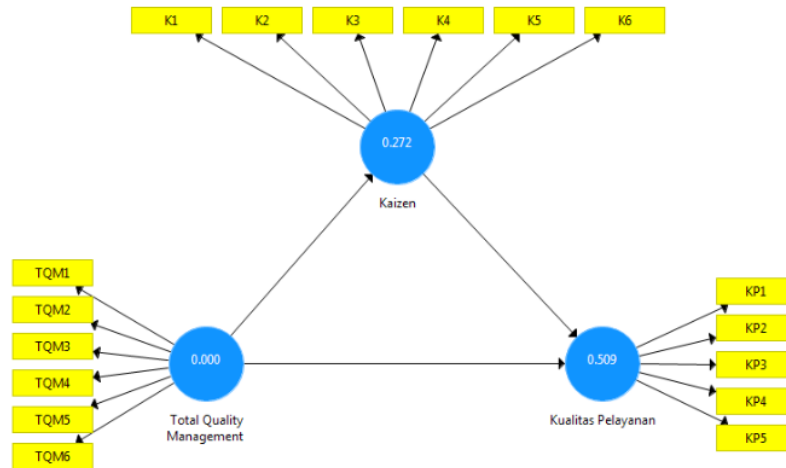 K1
K2
K3
K4
K5
K6
0.272
Kaizen
TQM1
TQM2
TQM3
TQM4
TQM5
TQM6
0.000
Total Quality
Management
0.509
Kualitas Pelayanan
KP1
KP2
KP3
KP4
KP5